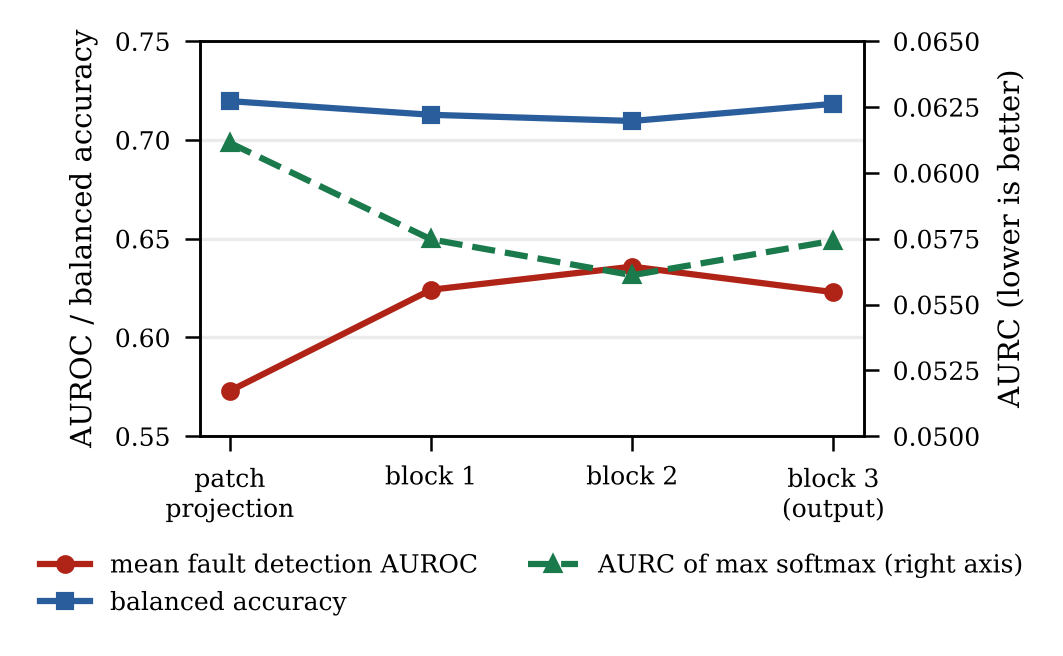 AUROC / balanced accuracy
0.75
0.70
0.65
0.60
0.55
0.0650
0.0625
0.0600
0.0575
0.0550
0.0525
0.0500
AURC (lower is better)
patch
projection
block 1
block 2
block 3
(output)
mean fault detection AUROC
balanced accuracy
AURC of max softmax (right axis)